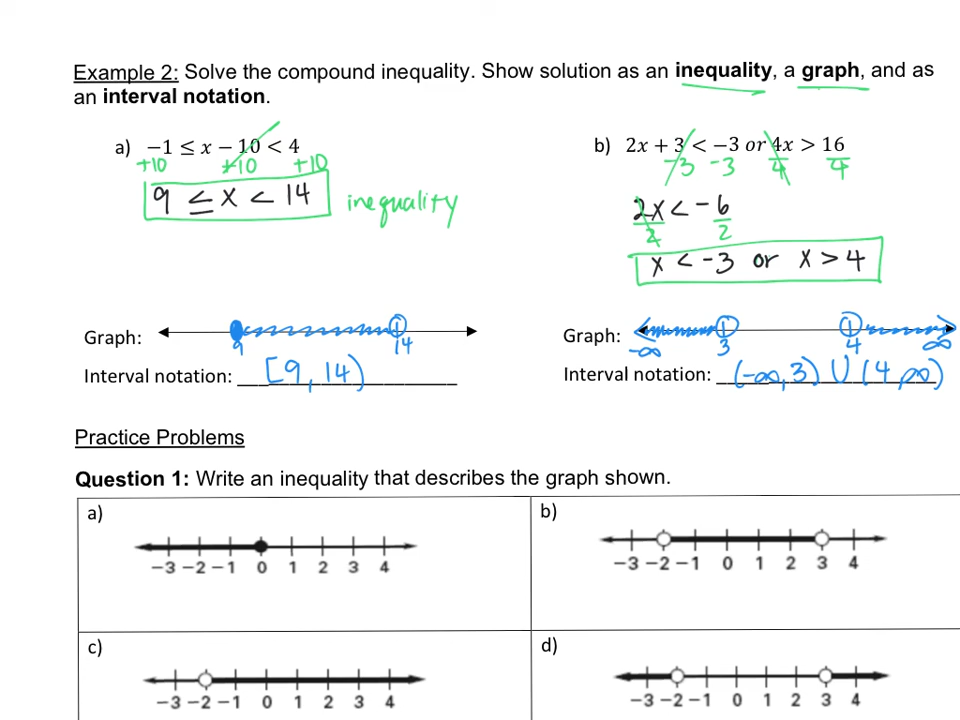 Example 2: Solve the compound inequality. Show solution as an inequality, a graph, and as
an interval notation.
a) −1 ≤ x − 10 < 4
+10 +10 +10
9 ≤ x < 14 inequality
b) 2x + 3 < −3 or 4x > 16
−3 −3 4 4
2x < −6
2 2
x < −3 or x > 4
Graph: 9 14
Interval notation: [9, 14)
Graph: −∞ 3 4 ∞
Interval notation: (−∞, 3) ∪ (4, ∞)
Practice Problems
Question 1: Write an inequality that describes the graph shown.
a)
−3 −2 −1 0 1 2 3 4
b)
−3 −2 −1 0 1 2 3 4
c)
−3 −2 −1 0 1 2 3 4
d)
−3 −2 −1 0 1 2 3 4